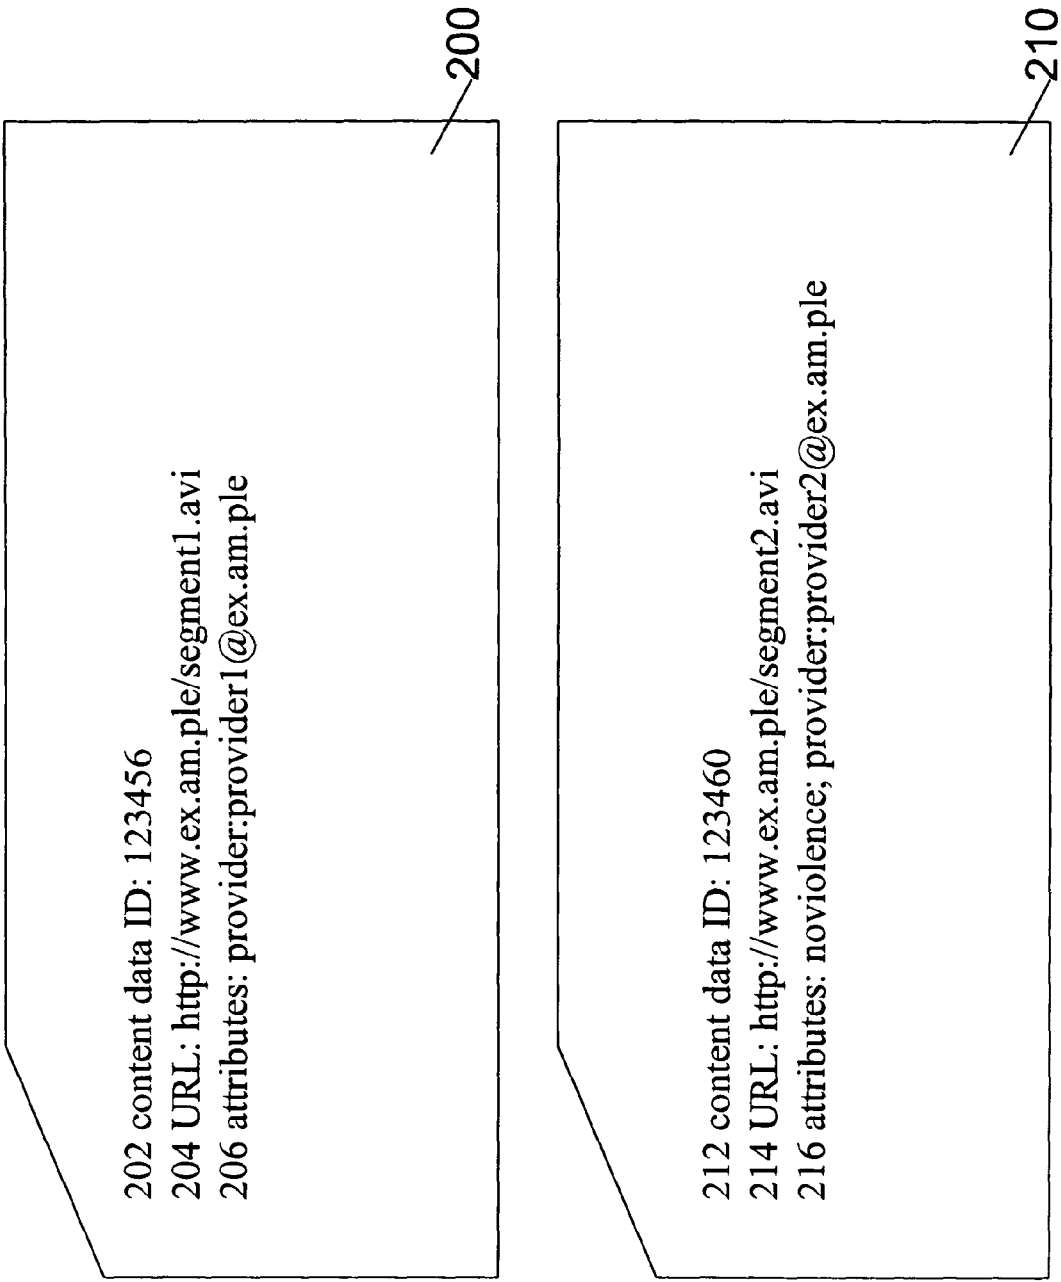 202 content data ID: 123456
204 URL: http://www.ex.am.ple/segment1.avi
206 attributes: provider:provider1@ex.am.ple
200
212 content data ID: 123460
214 URL: http://www.ex.am.ple/segment2.avi
216 attributes: noviolence; provider:provider2@ex.am.ple
210